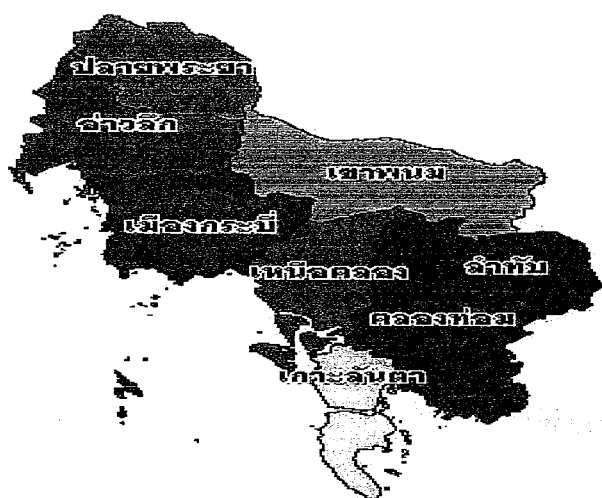 ปลายพระยา
อ่าวลึก
เขาพนม
เมืองกระบี่
เหนือคลอง
ลำทับ
คลองท่อม
เกาะลันตา